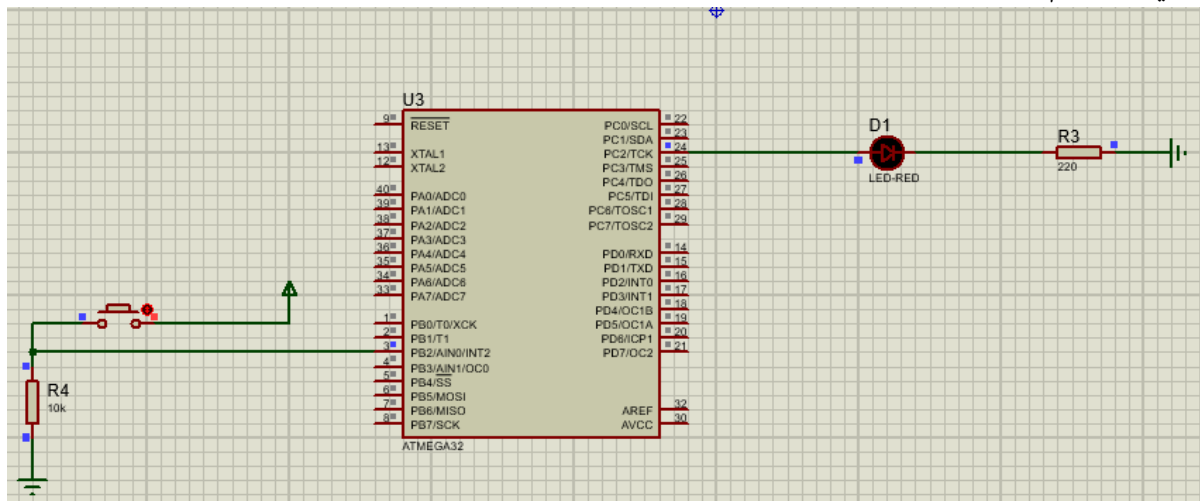 U3
9 RESET
13 XTAL1
12 XTAL2
40 PA0/ADC0
39 PA1/ADC1
38 PA2/ADC2
37 PA3/ADC3
36 PA4/ADC4
35 PA5/ADC5
34 PA6/ADC6
33 PA7/ADC7
1 PB0/T0/XCK
2 PB1/T1
3 PB2/AIN0/INT2
4 PB3/AIN1/OC0
5 PB4/SS
6 PB5/MOSI
7 PB6/MISO
8 PB7/SCK
PC0/SCL 22
PC1/SDA 23
PC2/TCK 24
PC3/TMS 25
PC4/TDO 26
PC5/TDI 27
PC6/TOSC1 28
PC7/TOSC2 29
PD0/RXD 14
PD1/TXD 15
PD2/INT0 16
PD3/INT1 17
PD4/OC1B 18
PD5/OC1A 19
PD6/ICP1 20
PD7/OC2 21
AREF 32
AVCC 30
ATMEGA32
D1
LED-RED
R3
220
R4
10k